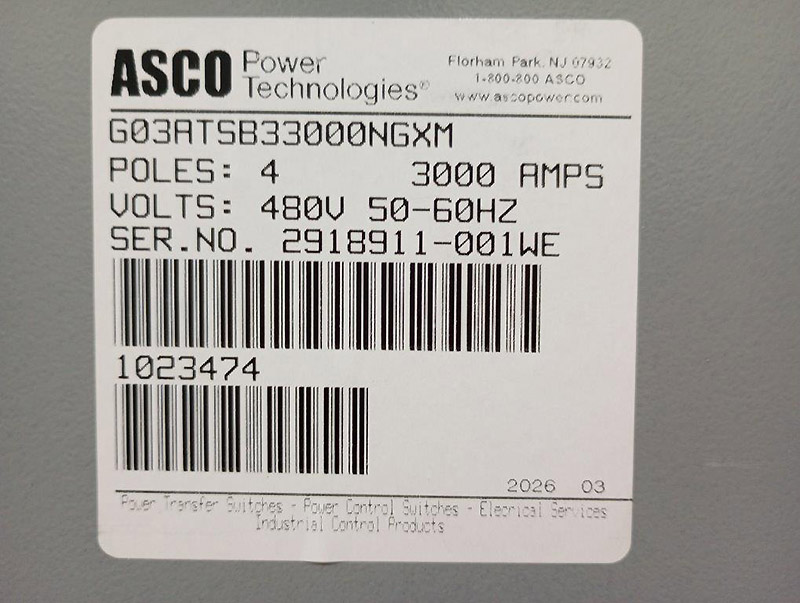 ASCO Power Technologies®
Florham Park, NJ 07932
1-800-800 ASCO
www.ascopower.com
G03ATSB33000NGXM
POLES: 4 3000 AMPS
VOLTS: 480V 50-60HZ
SER.NO. 2918911-001WE
1023474
2026 03
Power Transfer Switches - Power Control Switches - Elecrical Services
Industrial Control Products